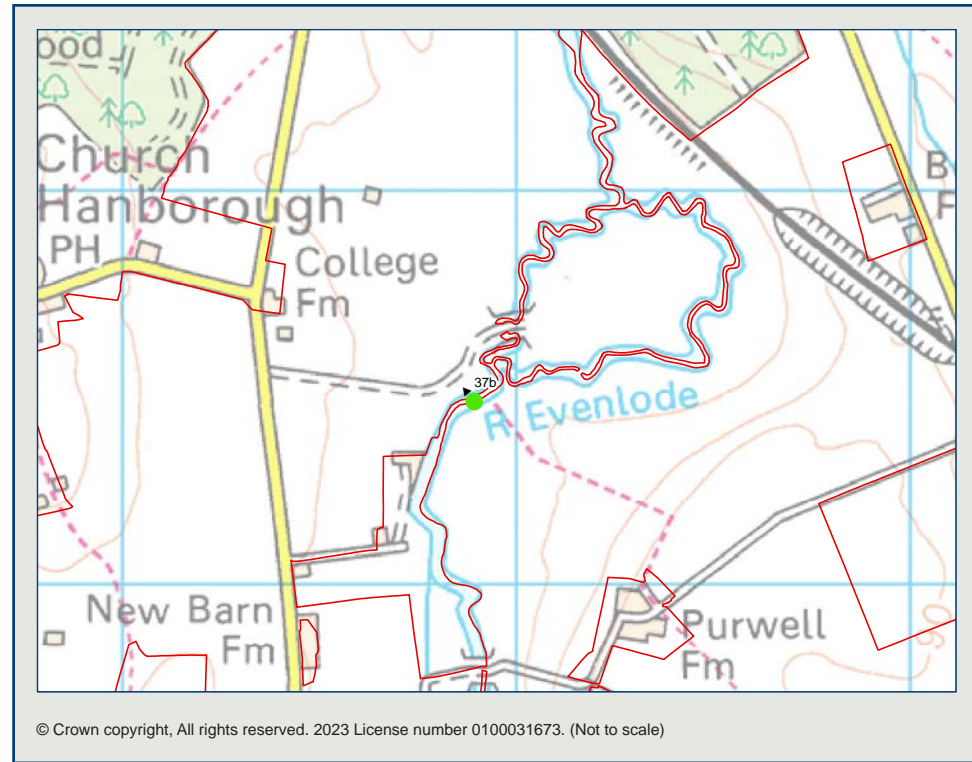 ood
Church
Hanborough
PH
College
Fm
B
F
37b
R Evenlode
New Barn
Fm
Purwell
Fm
© Crown copyright, All rights reserved. 2023 License number 0100031673. (Not to scale)